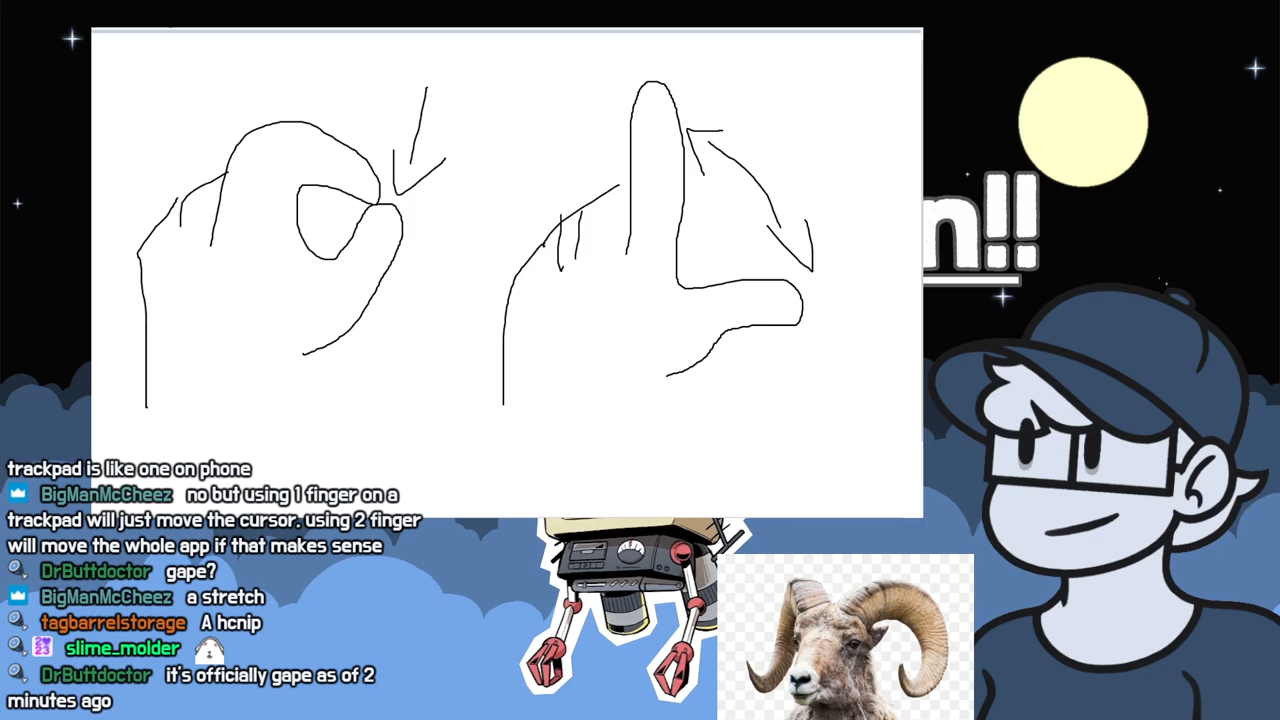 n!!
trackpad is like one on phone
BigManMcCheez no but using 1 finger on a
trackpad will just move the cursor. using 2 finger
will move the whole app if that makes sense
DrButtdoctor gape?
BigManMcCheez a stretch
tagbarrelstorage A hcnip
slime_molder
DrButtdoctor it's officially gape as of 2
minutes ago